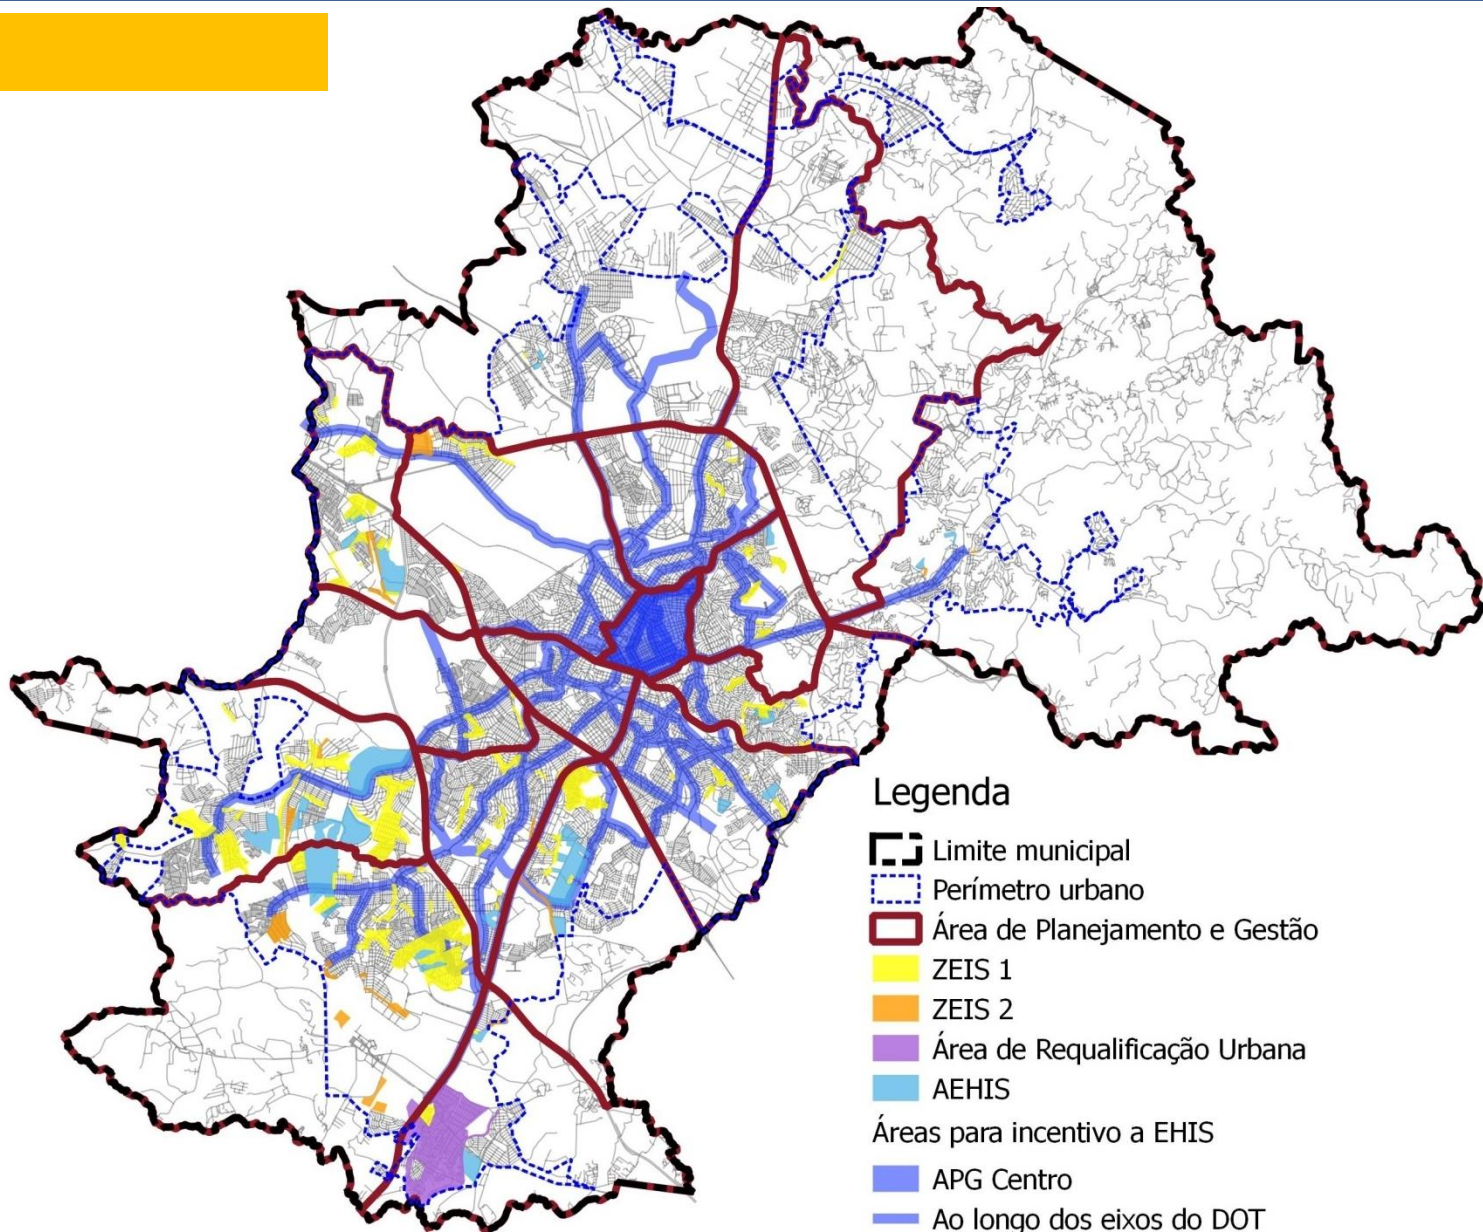 Legenda
Limite municipal
Perímetro urbano
Área de Planejamento e Gestão
ZEIS 1
ZEIS 2
Área de Requalificação Urbana
AEHIS
Áreas para incentivo a EHIS
APG Centro
Ao longo dos eixos do DOT